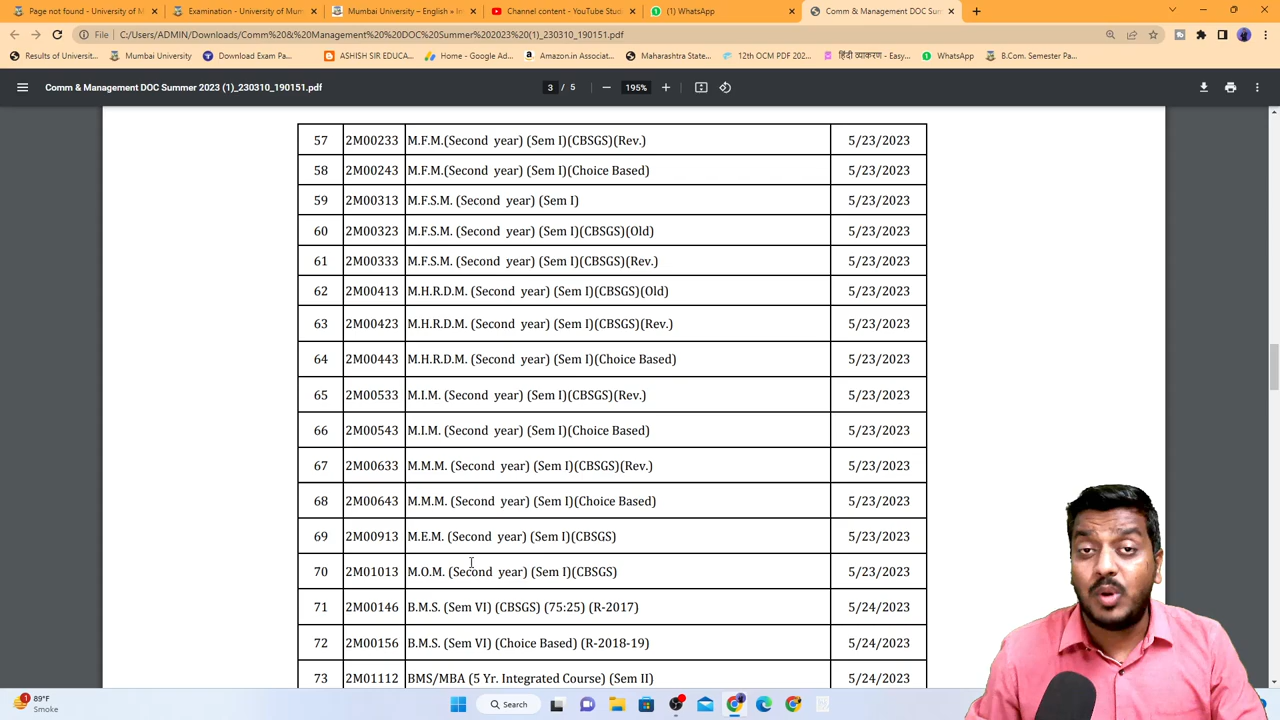 Page not found - University of M
Examination - University of Mum
Mumbai University – English » In
Channel content - YouTube Studi
(1) WhatsApp
Comm & Management DOC Sum
File
C:/Users/ADMIN/Downloads/Comm%20&%20Management%20%20DOC%20Summer%202023%20(1)_230310_190151.pdf
Results of Universit...
Mumbai University
Download Exam Pa...
ASHISH SIR EDUCA...
Home - Google Ad...
Amazon.in Associat...
Maharashtra State...
12th OCM PDF 202...
हिंदी व्याकरण - Easy...
WhatsApp
B.Com. Semester Pa...
Comm & Management DOC Summer 2023 (1)_230310_190151.pdf
3 / 5
195%
57 2M00233 M.F.M.(Second year) (Sem I)(CBSGS)(Rev.) 5/23/2023
58 2M00243 M.F.M.(Second year) (Sem I)(Choice Based) 5/23/2023
59 2M00313 M.F.S.M. (Second year) (Sem I) 5/23/2023
60 2M00323 M.F.S.M. (Second year) (Sem I)(CBSGS)(Old) 5/23/2023
61 2M00333 M.F.S.M. (Second year) (Sem I)(CBSGS)(Rev.) 5/23/2023
62 2M00413 M.H.R.D.M. (Second year) (Sem I)(CBSGS)(Old) 5/23/2023
63 2M00423 M.H.R.D.M. (Second year) (Sem I)(CBSGS)(Rev.) 5/23/2023
64 2M00443 M.H.R.D.M. (Second year) (Sem I)(Choice Based) 5/23/2023
65 2M00533 M.I.M. (Second year) (Sem I)(CBSGS)(Rev.) 5/23/2023
66 2M00543 M.I.M. (Second year) (Sem I)(Choice Based) 5/23/2023
67 2M00633 M.M.M. (Second year) (Sem I)(CBSGS)(Rev.) 5/23/2023
68 2M00643 M.M.M. (Second year) (Sem I)(Choice Based) 5/23/2023
69 2M00913 M.E.M. (Second year) (Sem I)(CBSGS) 5/23/2023
70 2M01013 M.O.M. (Second year) (Sem I)(CBSGS) 5/23/2023
71 2M00146 B.M.S. (Sem VI) (CBSGS) (75:25) (R-2017) 5/24/2023
72 2M00156 B.M.S. (Sem VI) (Choice Based) (R-2018-19) 5/24/2023
73 2M01112 BMS/MBA (5 Yr. Integrated Course) (Sem II) 5/24/2023
89°F
Smoke
Search